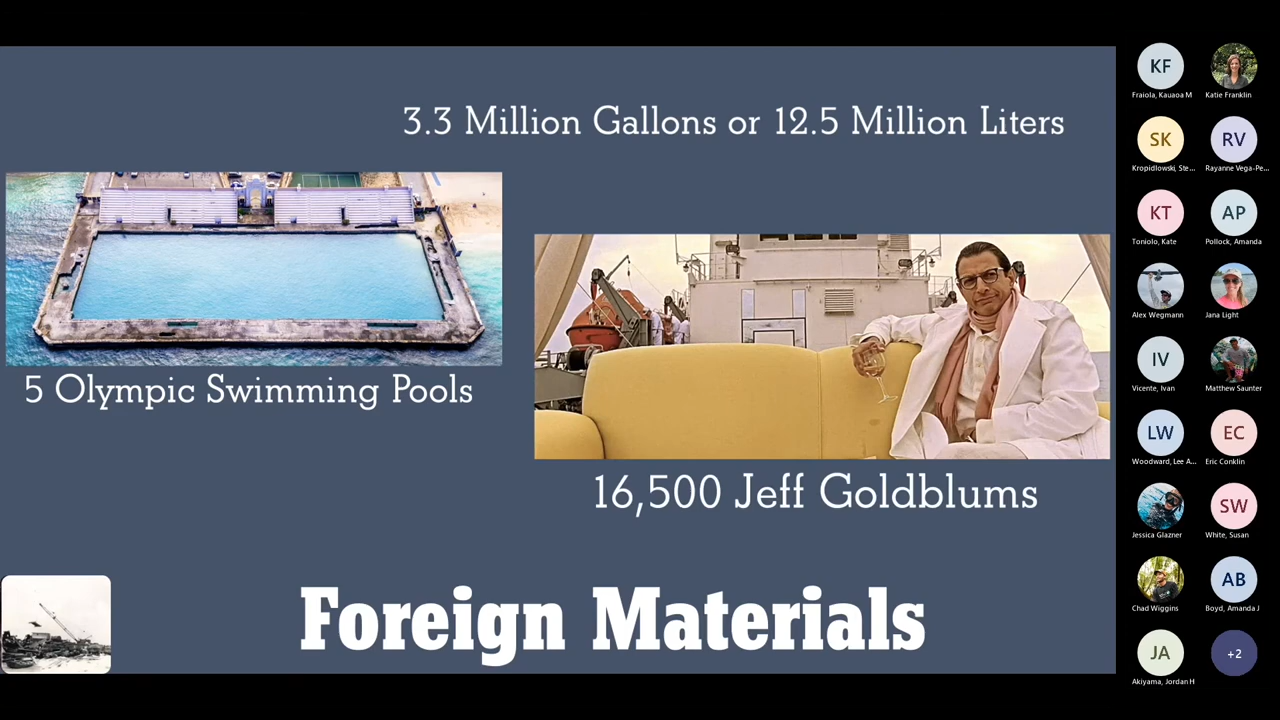 3.3 Million Gallons or 12.5 Million Liters
5 Olympic Swimming Pools
16,500 Jeff Goldblums
Foreign Materials
KF
Fraiola, Kauaoa M
Katie Franklin
SK
Kropidlowski, Ste...
RV
Rayanne Vega-Pe...
KT
Toniolo, Kate
AP
Pollock, Amanda
Alex Wegmann
Jana Light
IV
Vicente, Ivan
Matthew Saunter
LW
Woodward, Lee A...
EC
Eric Conklin
Jessica Glazner
SW
White, Susan
Chad Wiggins
AB
Boyd, Amanda J
JA
Akiyama, Jordan H
+2